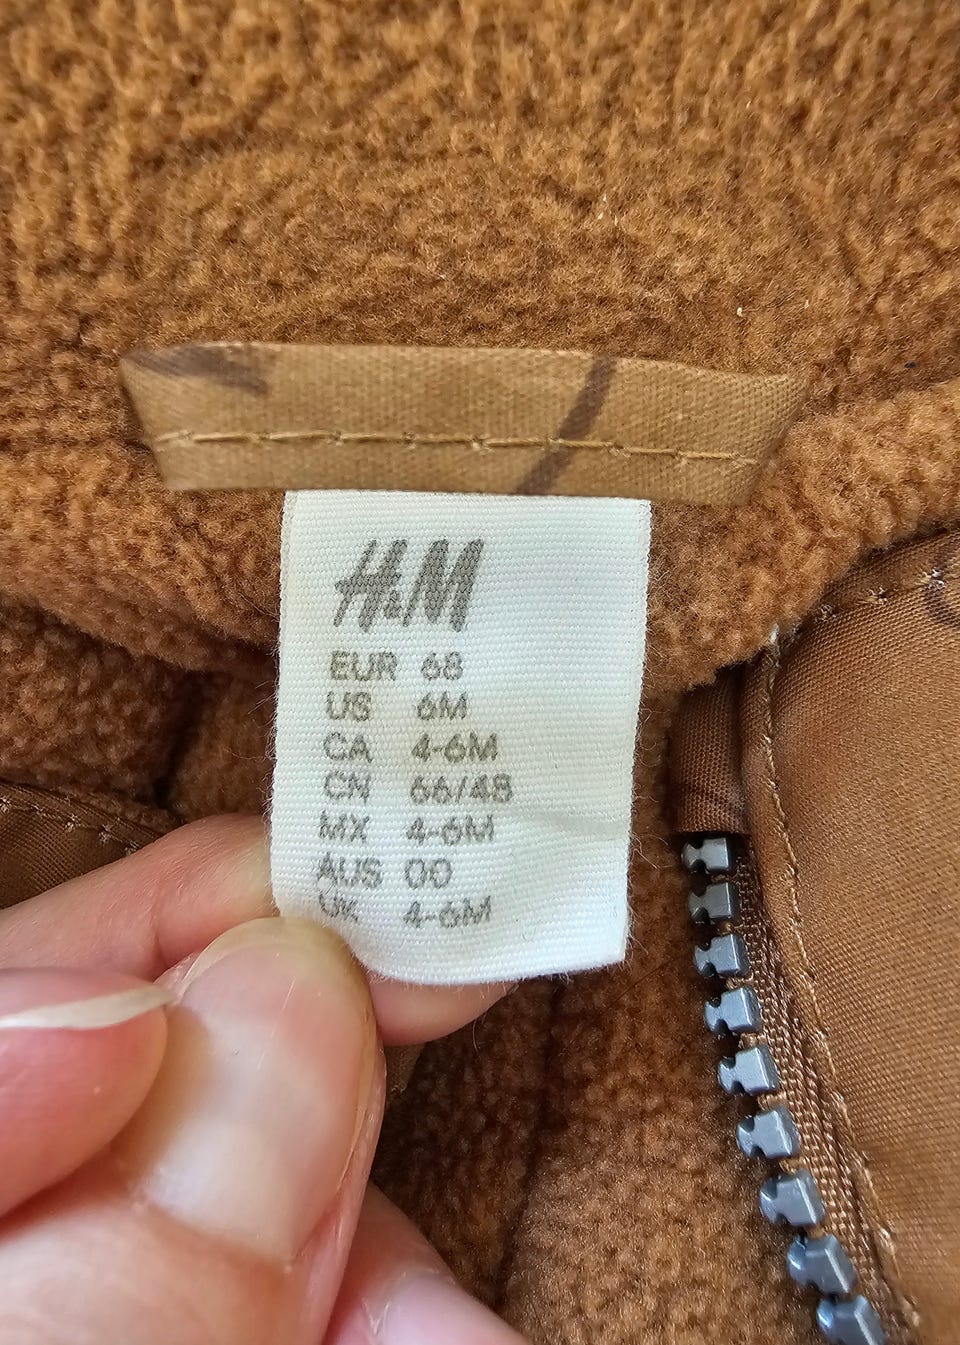 H&M
EUR 68
US 6M
CA 4-6M
CN 66/48
MX 4-6M
AUS 00
UK 4-6M